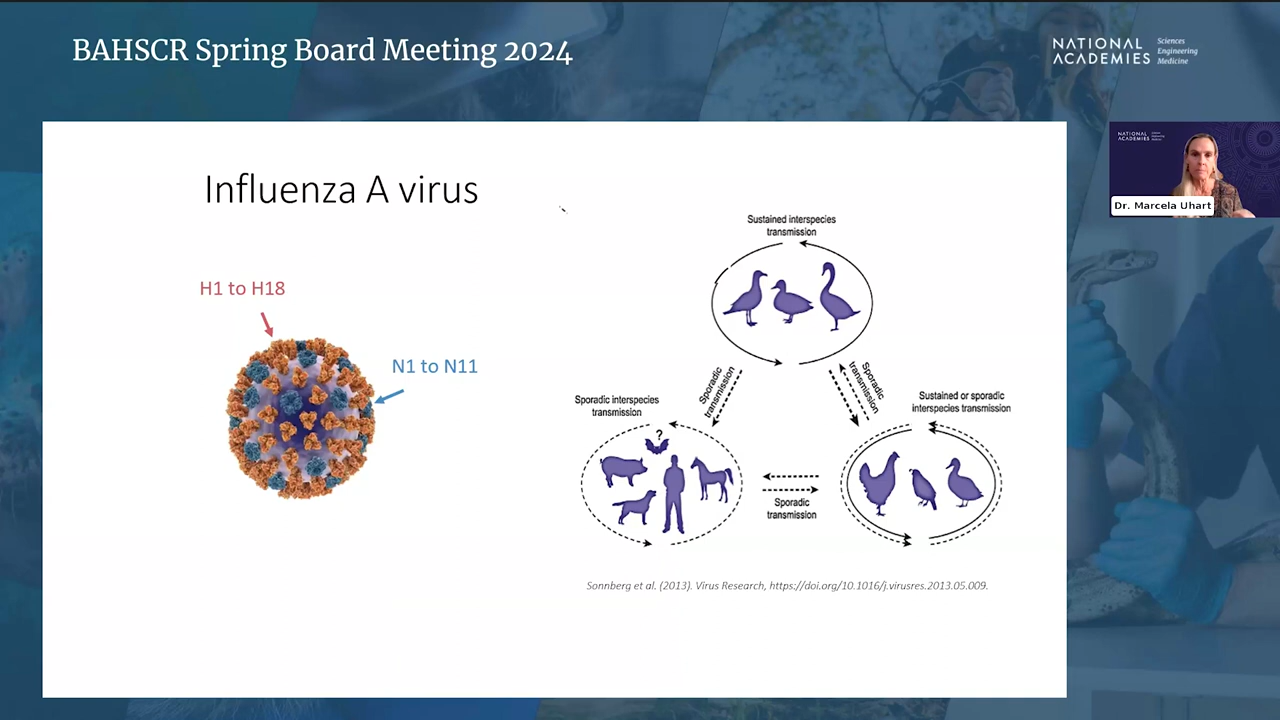 BAHSCR Spring Board Meeting 2024
NATIONAL
ACADEMIES
Sciences
Engineering
Medicine
NATIONAL
ACADEMIES
Dr. Marcela Uhart
Influenza A virus
H1 to H18
N1 to N11
Sustained interspecies
transmission
Sporadic
transmission
Sporadic
transmission
Sporadic interspecies
transmission
?
Sustained or sporadic
interspecies transmission
Sporadic
transmission
Sonnberg et al. (2013). Virus Research, https://doi.org/10.1016/j.virusres.2013.05.009.